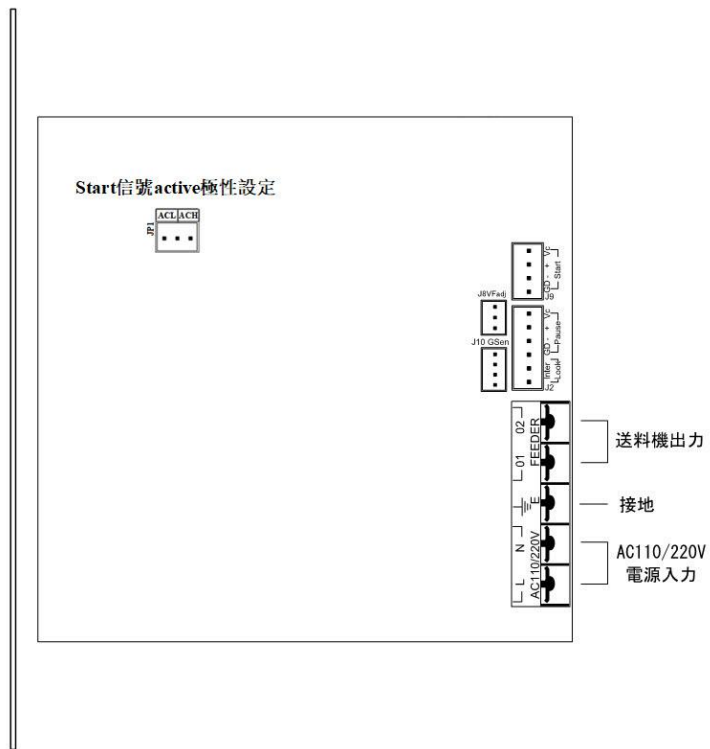 Start信號active極性設定
ACL ACH
JP1
Vc
+
-
GD
Start
J9
J8VFadj
J10 GSen
Vc
+
-
GD
Pause
Inter
Look
J2
02
01
FEEDER
E
N
L
AC110/220V
送料機出力
接地
AC110/220V
電源入力